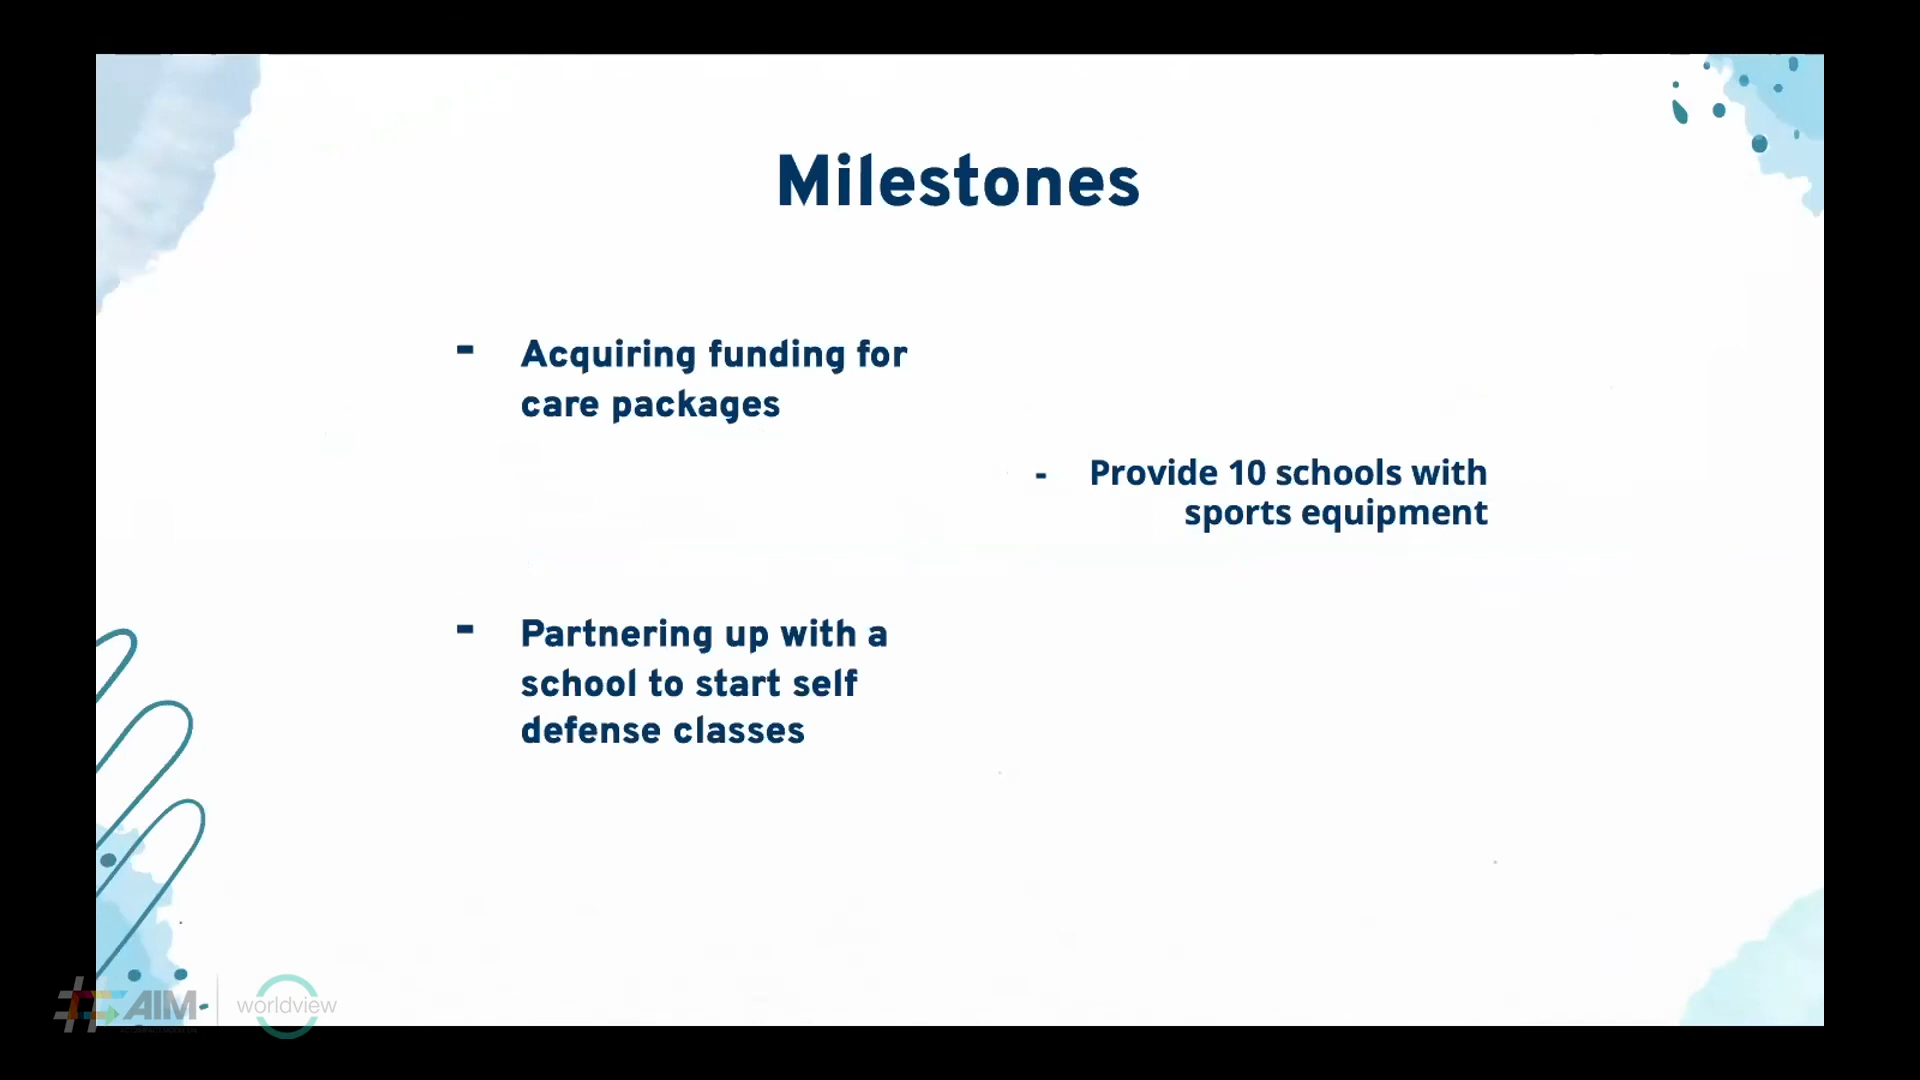 Milestones
- Acquiring funding for
care packages
- Provide 10 schools with
sports equipment
- Partnering up with a
school to start self
defense classes
AIM
worldview